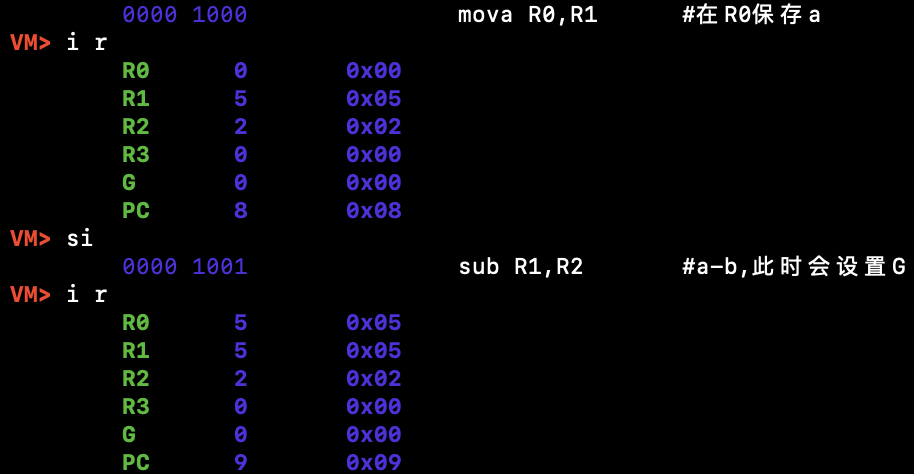 0000 1000 mova R0,R1 #在R0保存a
VM> i r
R0 0 0x00
R1 5 0x05
R2 2 0x02
R3 0 0x00
G 0 0x00
PC 8 0x08
VM> si
0000 1001 sub R1,R2 #a-b,此时会设置G
VM> i r
R0 5 0x05
R1 5 0x05
R2 2 0x02
R3 0 0x00
G 0 0x00
PC 9 0x09